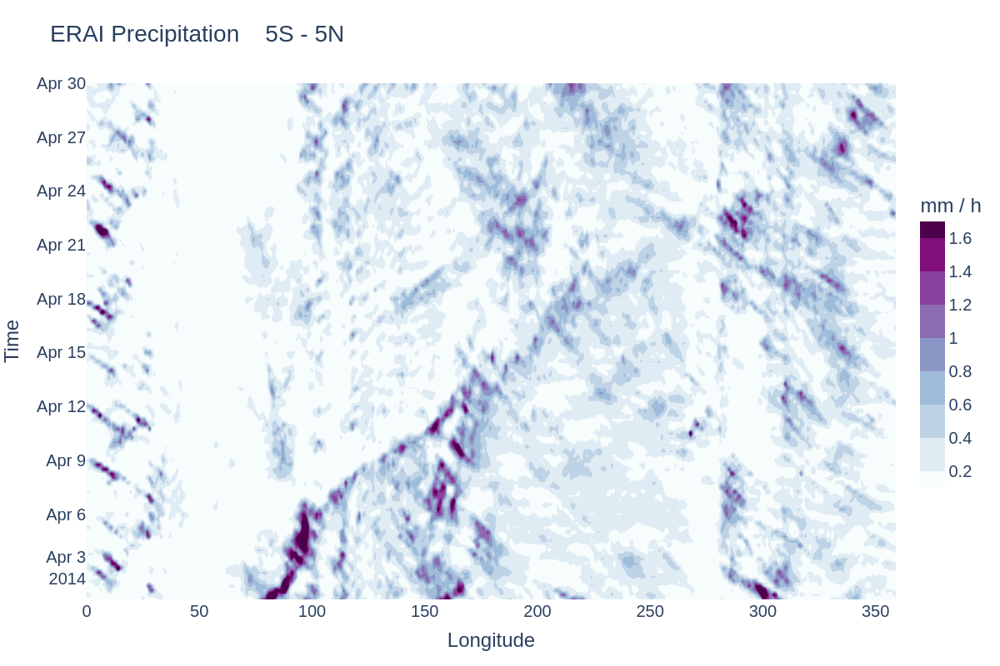 ERAI Precipitation    5S - 5N
mm / h
1.6
1.4
1.2
1
0.8
0.6
0.4
0.2
Time
Apr 30
Apr 27
Apr 24
Apr 21
Apr 18
Apr 15
Apr 12
Apr 9
Apr 6
Apr 3
2014
0 50 100 150 200 250 300 350
Longitude